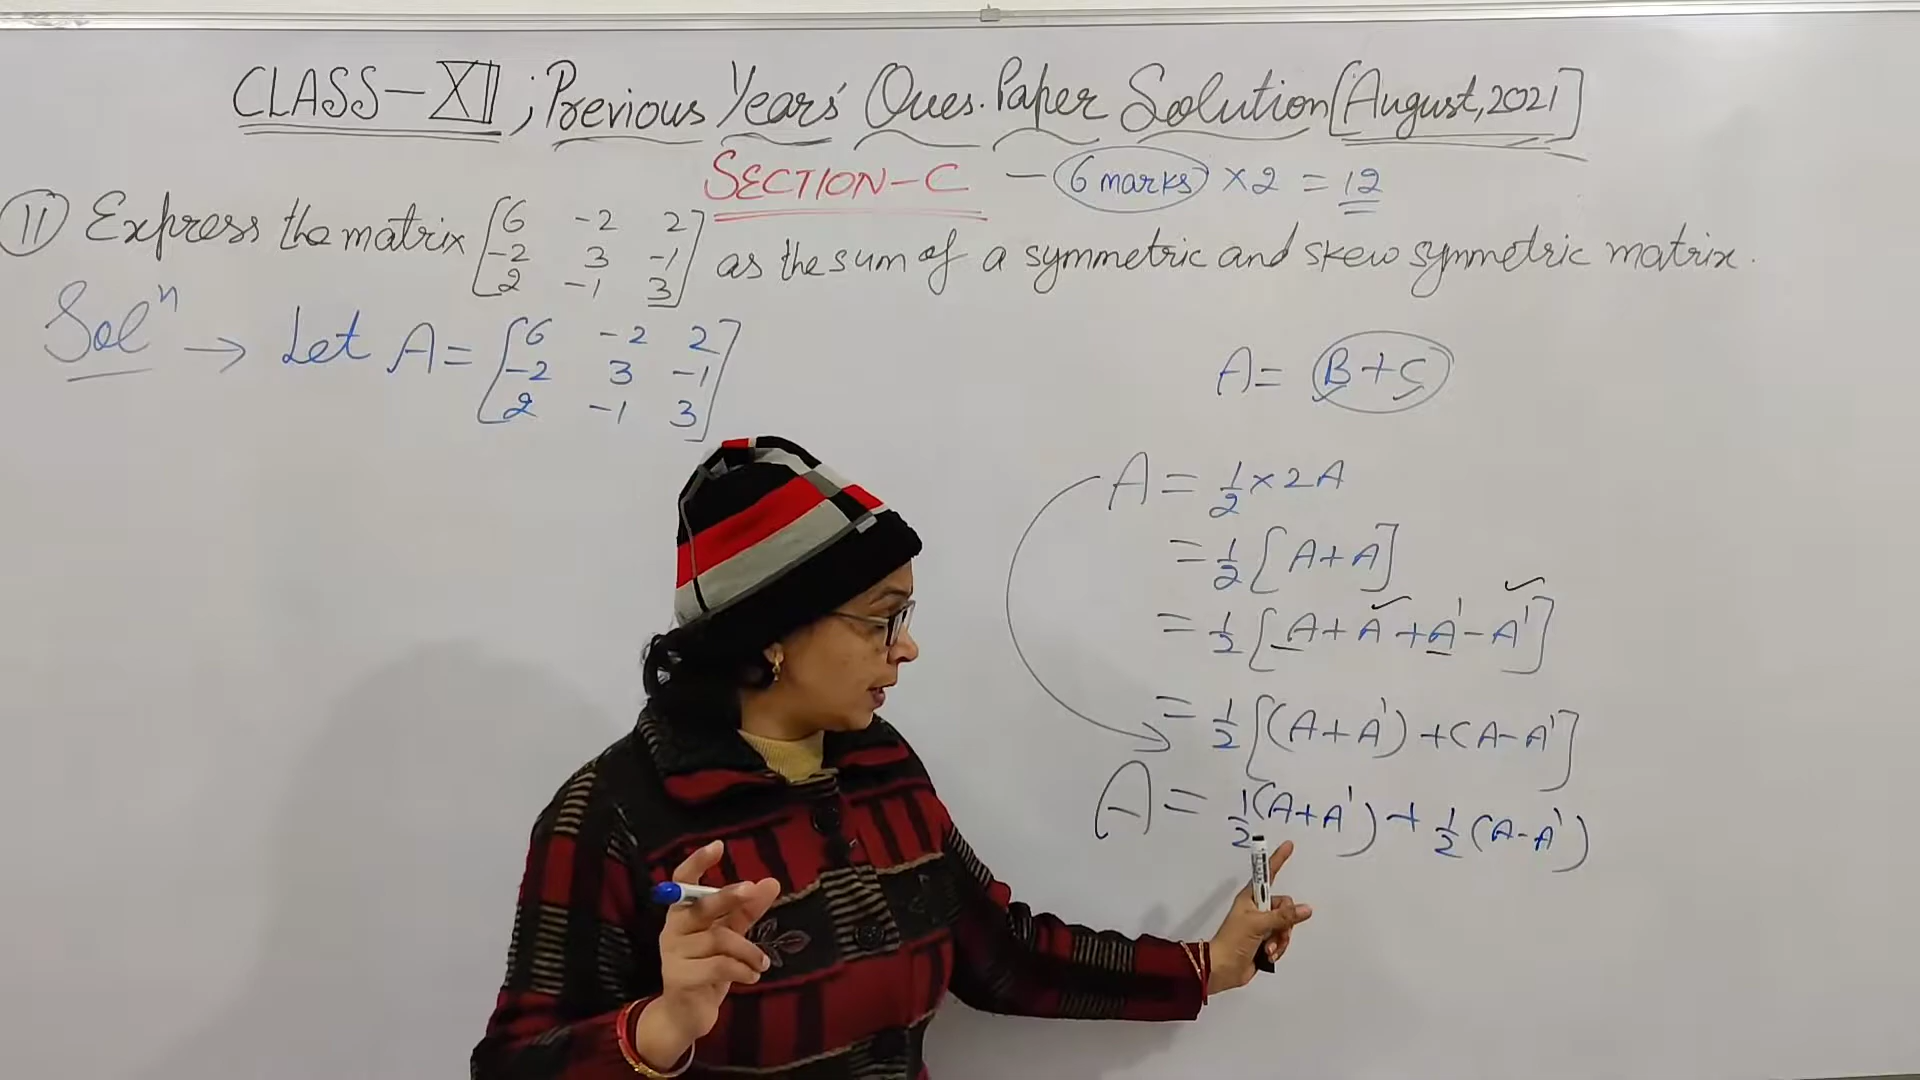 CLASS-XII; Previous Years' Ques. Paper Solution [August, 2021]
SECTION-C - 6 marks × 2 = 12
11 Express the matrix [6 -2 2 as the sum of a symmetric and skew symmetric matrix.
-2 3 -1
2 -1 3]
Solⁿ → Let A = [6 -2 2
-2 3 -1
2 -1 3]
A = B + C
A = 1/2 × 2A
= 1/2 [A + A]
= 1/2 [A + A + A' - A']
= 1/2 [(A + A') + (A - A']
A = 1/2 (A + A') + 1/2 (A - A')